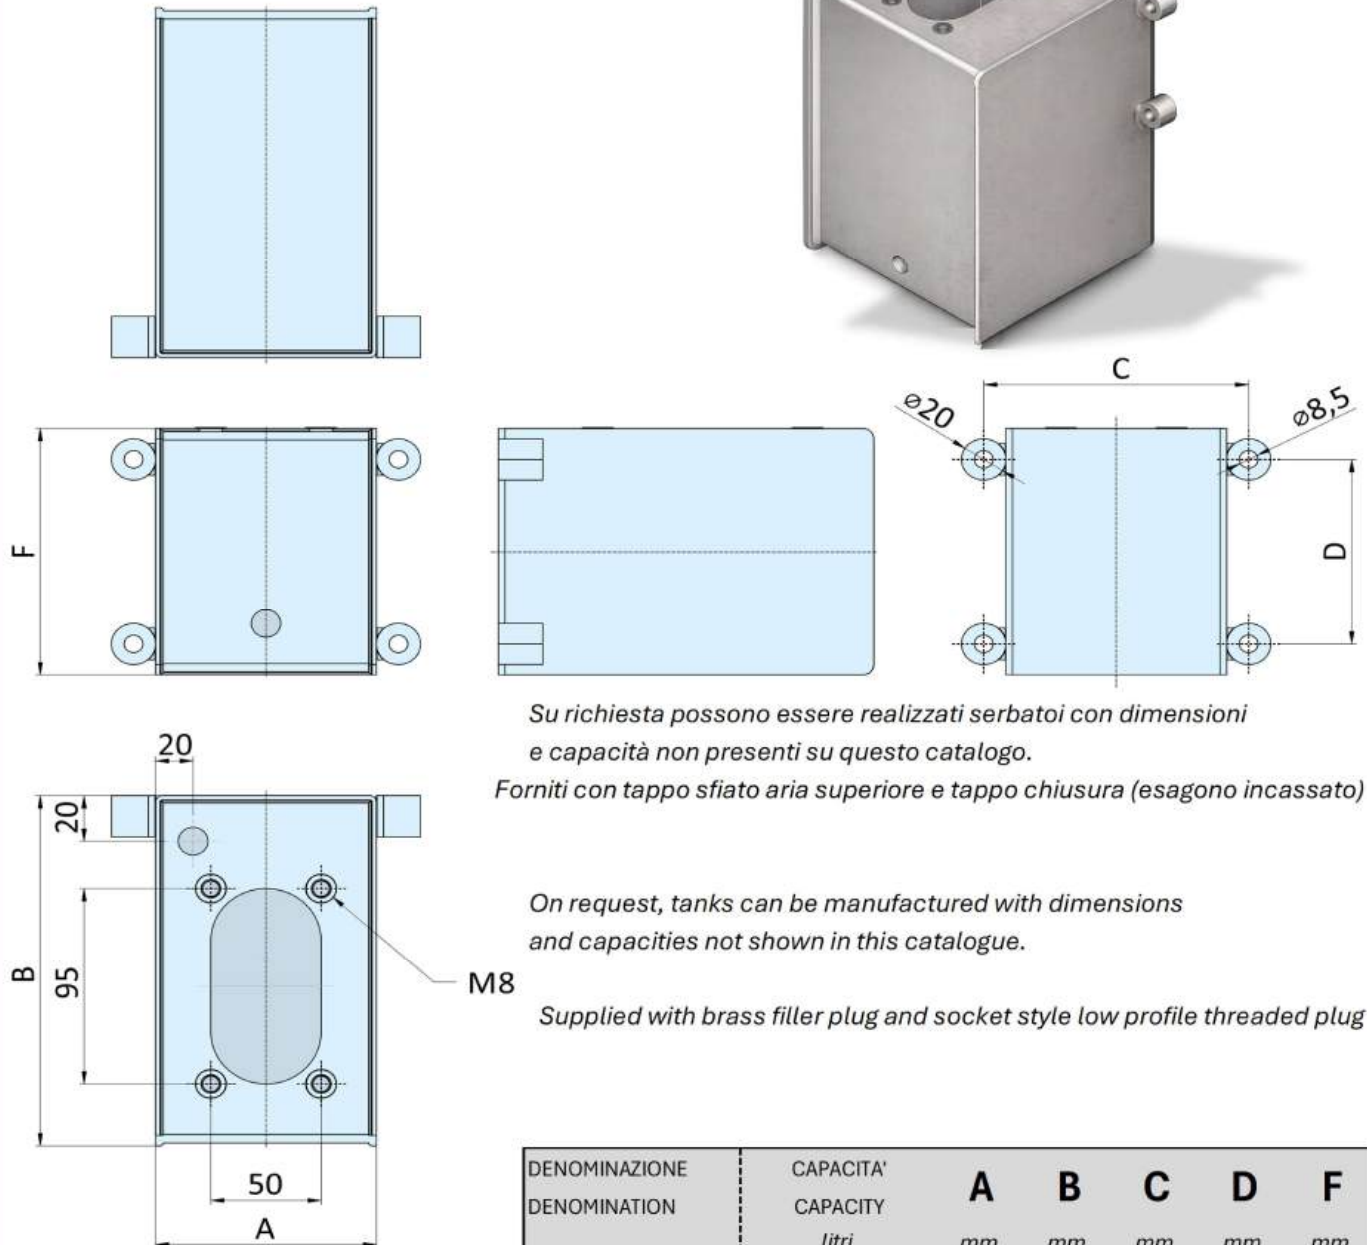 C
⌀20
⌀8,5
F
D
Su richiesta possono essere realizzati serbatoi con dimensioni
e capacità non presenti su questo catalogo.
Forniti con tappo sfiato aria superiore e tappo chiusura (esagono incassato)
20
20
On request, tanks can be manufactured with dimensions
and capacities not shown in this catalogue.
B
95
M8
Supplied with brass filler plug and socket style low profile threaded plug
50
A
DENOMINAZIONE CAPACITA' A B C D F
DENOMINATION CAPACITY
litri mm mm mm mm mm